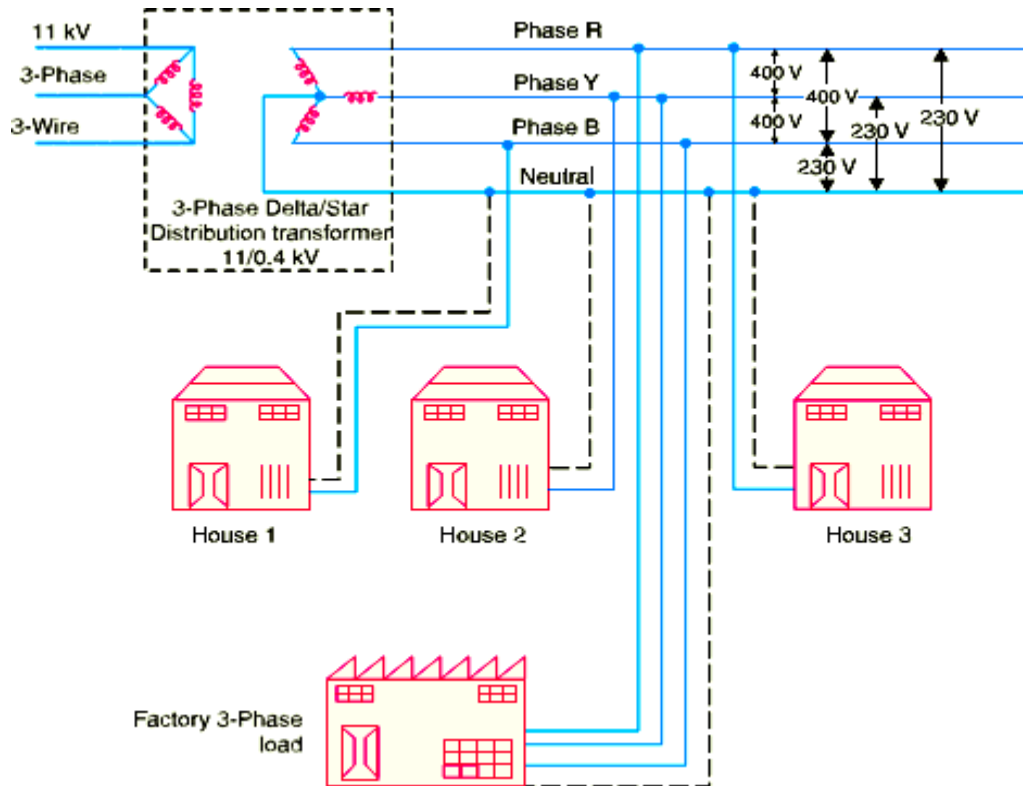 11 kV
3-Phase
3-Wire
3-Phase Delta/Star
Distribution transformer
11/0.4 kV
Phase R
Phase Y
Phase B
Neutral
400 V
400 V
400 V
230 V
230 V
230 V
House 1
House 2
House 3
Factory 3-Phase
load